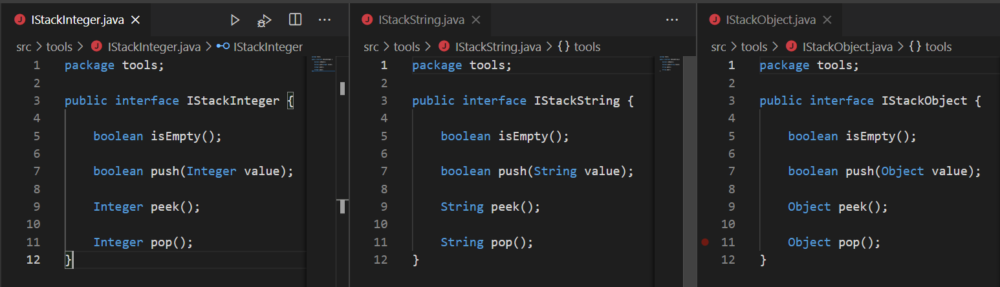 IStackInteger.java
src > tools > IStackInteger.java > IStackInteger
1 package tools;
2
3 public interface IStackInteger {
4
5 boolean isEmpty();
6
7 boolean push(Integer value);
8
9 Integer peek();
10
11 Integer pop();
12 }
IStackString.java
src > tools > IStackString.java > {} tools
1 package tools;
2
3 public interface IStackString {
4
5 boolean isEmpty();
6
7 boolean push(String value);
8
9 String peek();
10
11 String pop();
12 }
IStackObject.java
src > tools > IStackObject.java > {} tools
1 package tools;
2
3 public interface IStackObject {
4
5 boolean isEmpty();
6
7 boolean push(Object value);
8
9 Object peek();
10
11 Object pop();
12 }